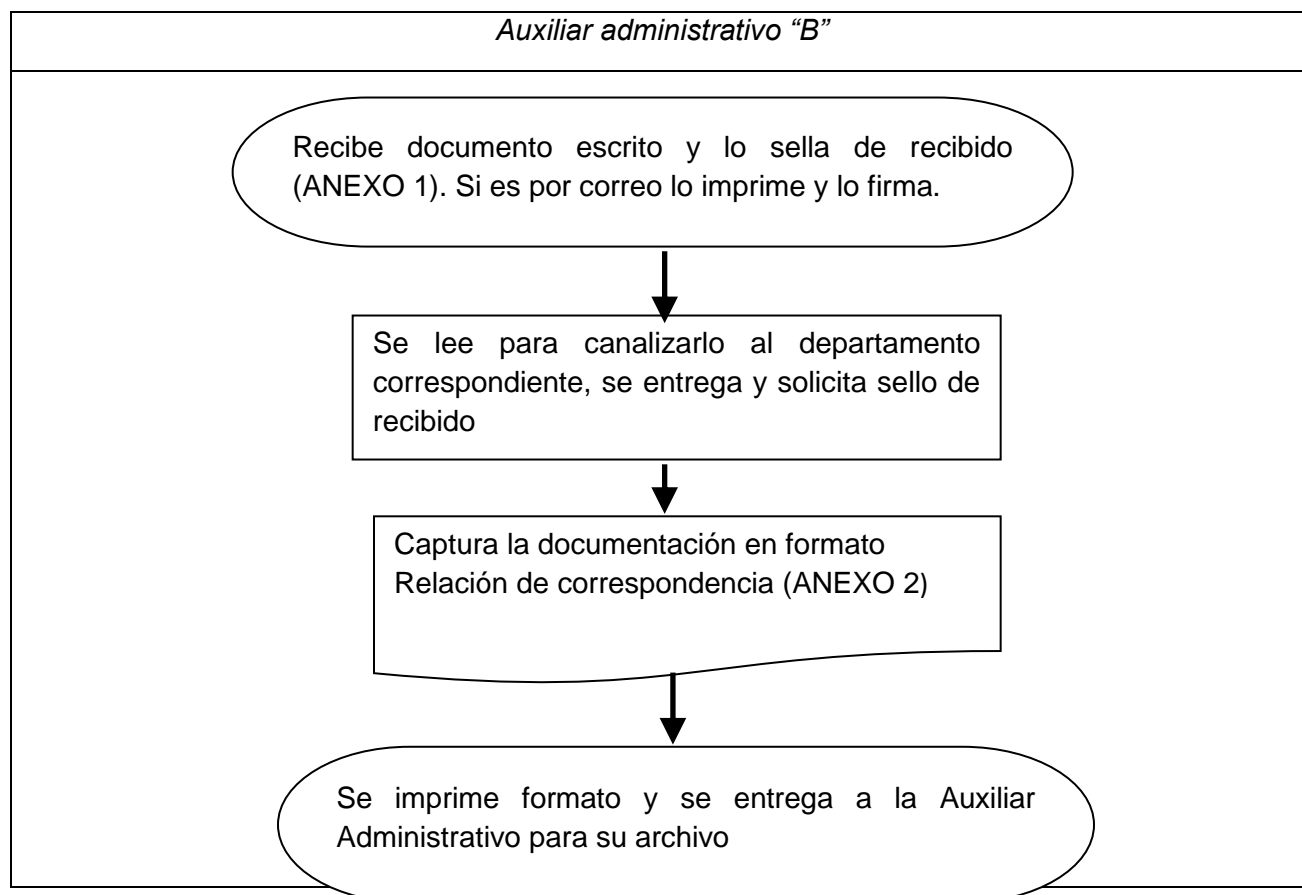 Auxiliar administrativo “B”
Recibe documento escrito y lo sella de recibido
(ANEXO 1). Si es por correo lo imprime y lo firma.
Se lee para canalizarlo al departamento
correspondiente, se entrega y solicita sello de
recibido
Captura la documentación en formato
Relación de correspondencia (ANEXO 2)
Se imprime formato y se entrega a la Auxiliar
Administrativo para su archivo